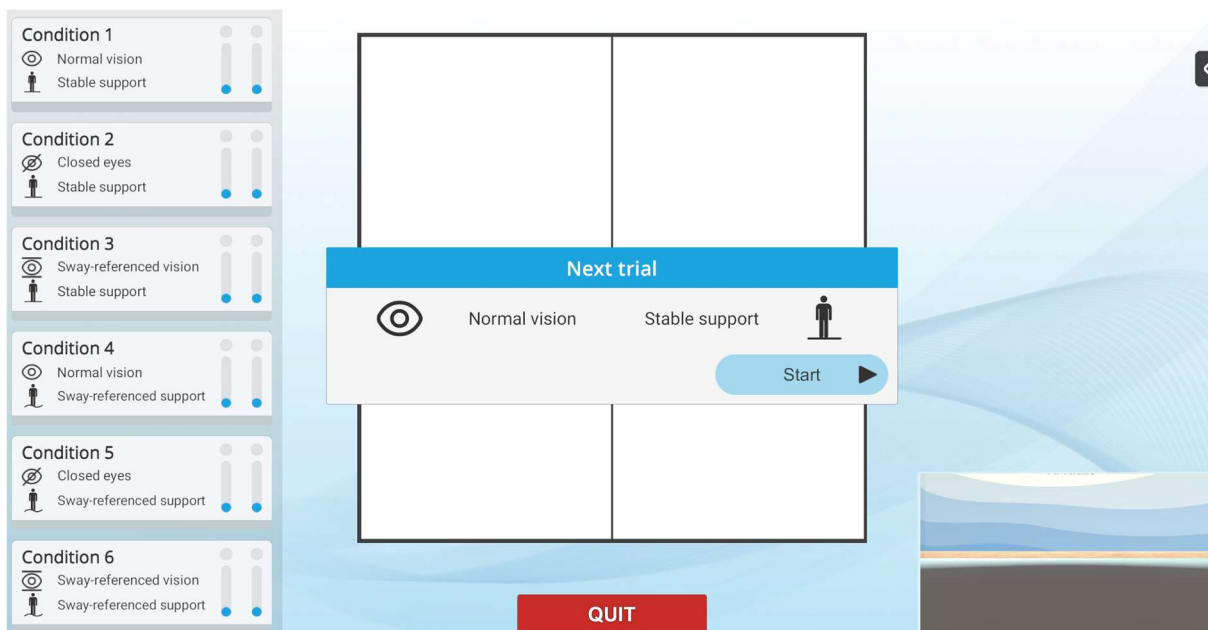 Condition 1
Normal vision
Stable support
Condition 2
Closed eyes
Stable support
Condition 3
Sway-referenced vision
Stable support
Condition 4
Normal vision
Sway-referenced support
Condition 5
Closed eyes
Sway-referenced support
Condition 6
Sway-referenced vision
Sway-referenced support
Next trial
Normal vision Stable support
Start
QUIT